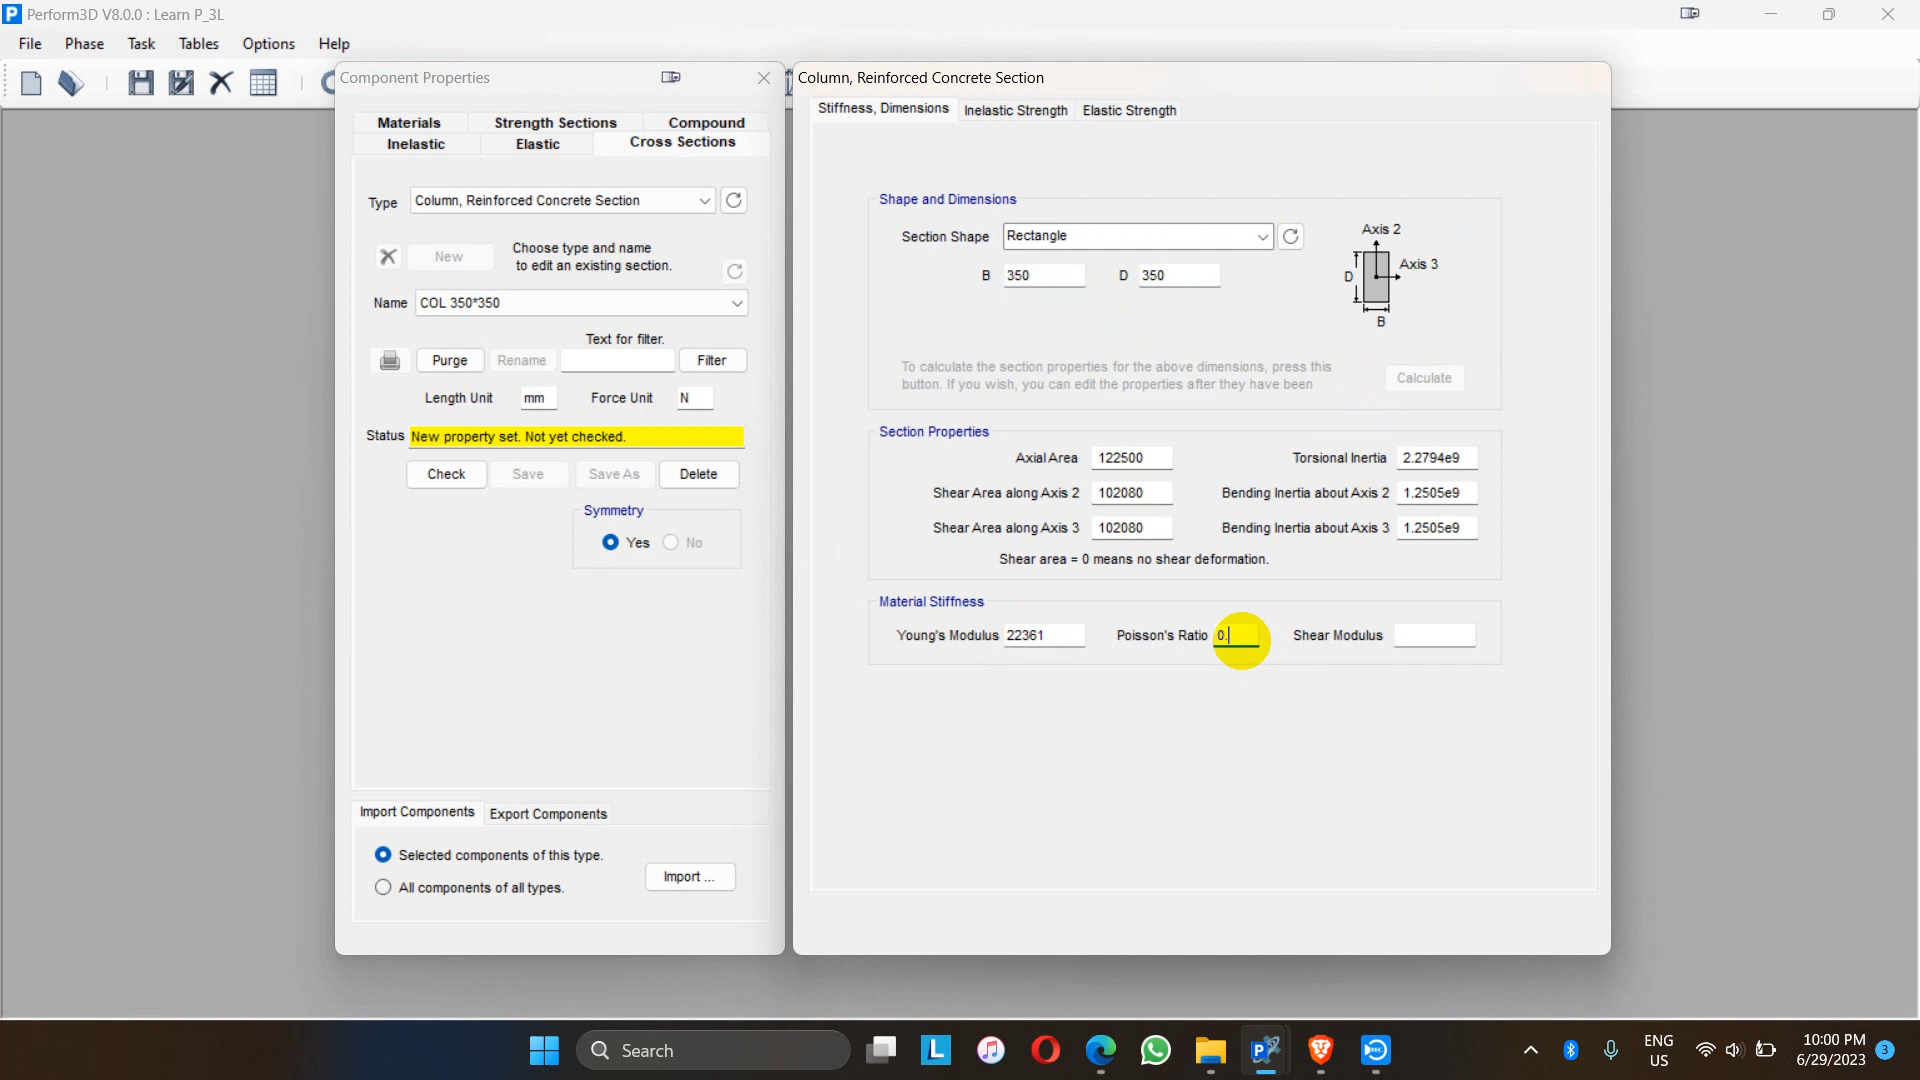 Perform3D V8.0.0 : Learn P_3L
File Phase Task Tables Options Help
Component Properties
Materials Strength Sections Compound
Inelastic Elastic Cross Sections
Type Column, Reinforced Concrete Section
New
Choose type and name
to edit an existing section.
Name COL 350*350
Text for filter.
Purge Rename Filter
Length Unit mm Force Unit N
Status New property set. Not yet checked.
Check Save Save As Delete
Symmetry
Yes No
Import Components Export Components
Selected components of this type.
All components of all types.
Import ...
Column, Reinforced Concrete Section
Stiffness, Dimensions Inelastic Strength Elastic Strength
Shape and Dimensions
Section Shape Rectangle
B 350 D 350
Axis 2
Axis 3
D
B
To calculate the section properties for the above dimensions, press this
button. If you wish, you can edit the properties after they have been
Calculate
Section Properties
Axial Area 122500 Torsional Inertia 2.2794e9
Shear Area along Axis 2 102080 Bending Inertia about Axis 2 1.2505e9
Shear Area along Axis 3 102080 Bending Inertia about Axis 3 1.2505e9
Shear area = 0 means no shear deformation.
Material Stiffness
Young's Modulus 22361 Poisson's Ratio 0. Shear Modulus
Search
ENG
US
10:00 PM
6/29/2023
3